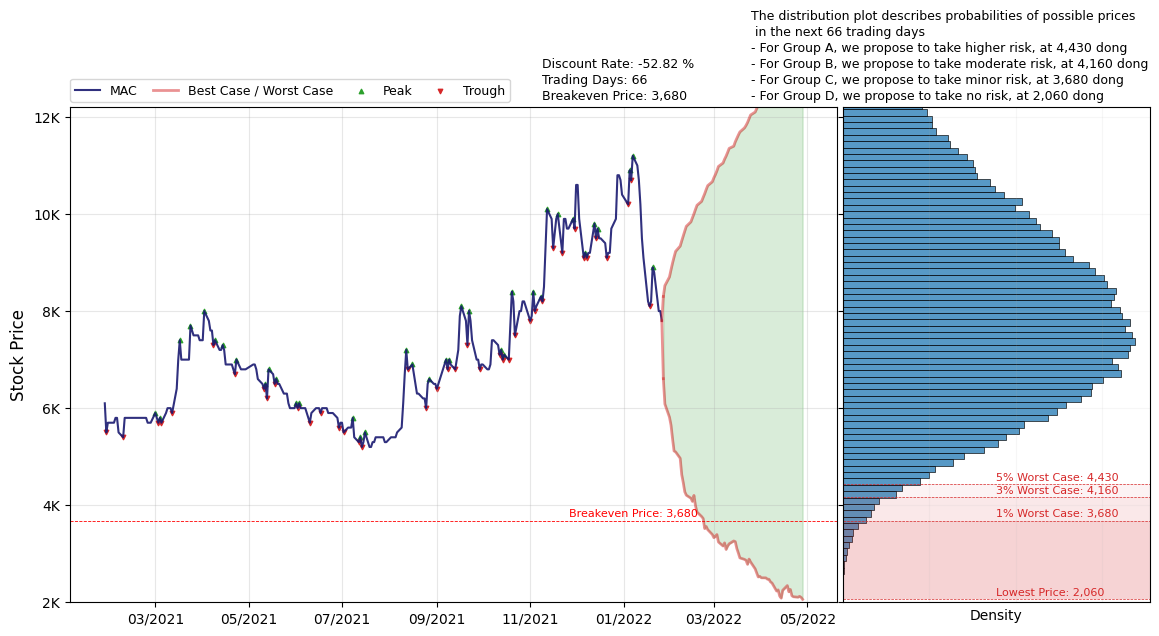 The distribution plot describes probabilities of possible prices
in the next 66 trading days
- For Group A, we propose to take higher risk, at 4,430 dong
- For Group B, we propose to take moderate risk, at 4,160 dong
- For Group C, we propose to take minor risk, at 3,680 dong
- For Group D, we propose to take no risk, at 2,060 dong
Discount Rate: -52.82 %
Trading Days: 66
Breakeven Price: 3,680
MAC
Best Case / Worst Case
Peak
Trough
Stock Price
12K
10K
8K
6K
4K
2K
Breakeven Price: 3,680
03/2021
05/2021
07/2021
09/2021
11/2021
01/2022
03/2022
05/2022
5% Worst Case: 4,430
3% Worst Case: 4,160
1% Worst Case: 3,680
Lowest Price: 2,060
Density